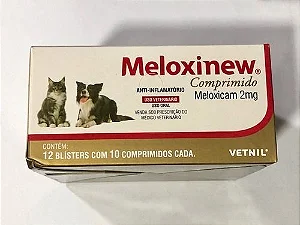 Meloxinew®
Comprimido
Meloxicam 2mg
ANTI-INFLAMATÓRIO
USO VETERINÁRIO
USO ORAL
VENDA SOB PRESCRIÇÃO DO
MÉDICO VETERINÁRIO
CONTÉM:
12 BLÍSTERS COM 10 COMPRIMIDOS CADA.
VETNIL®